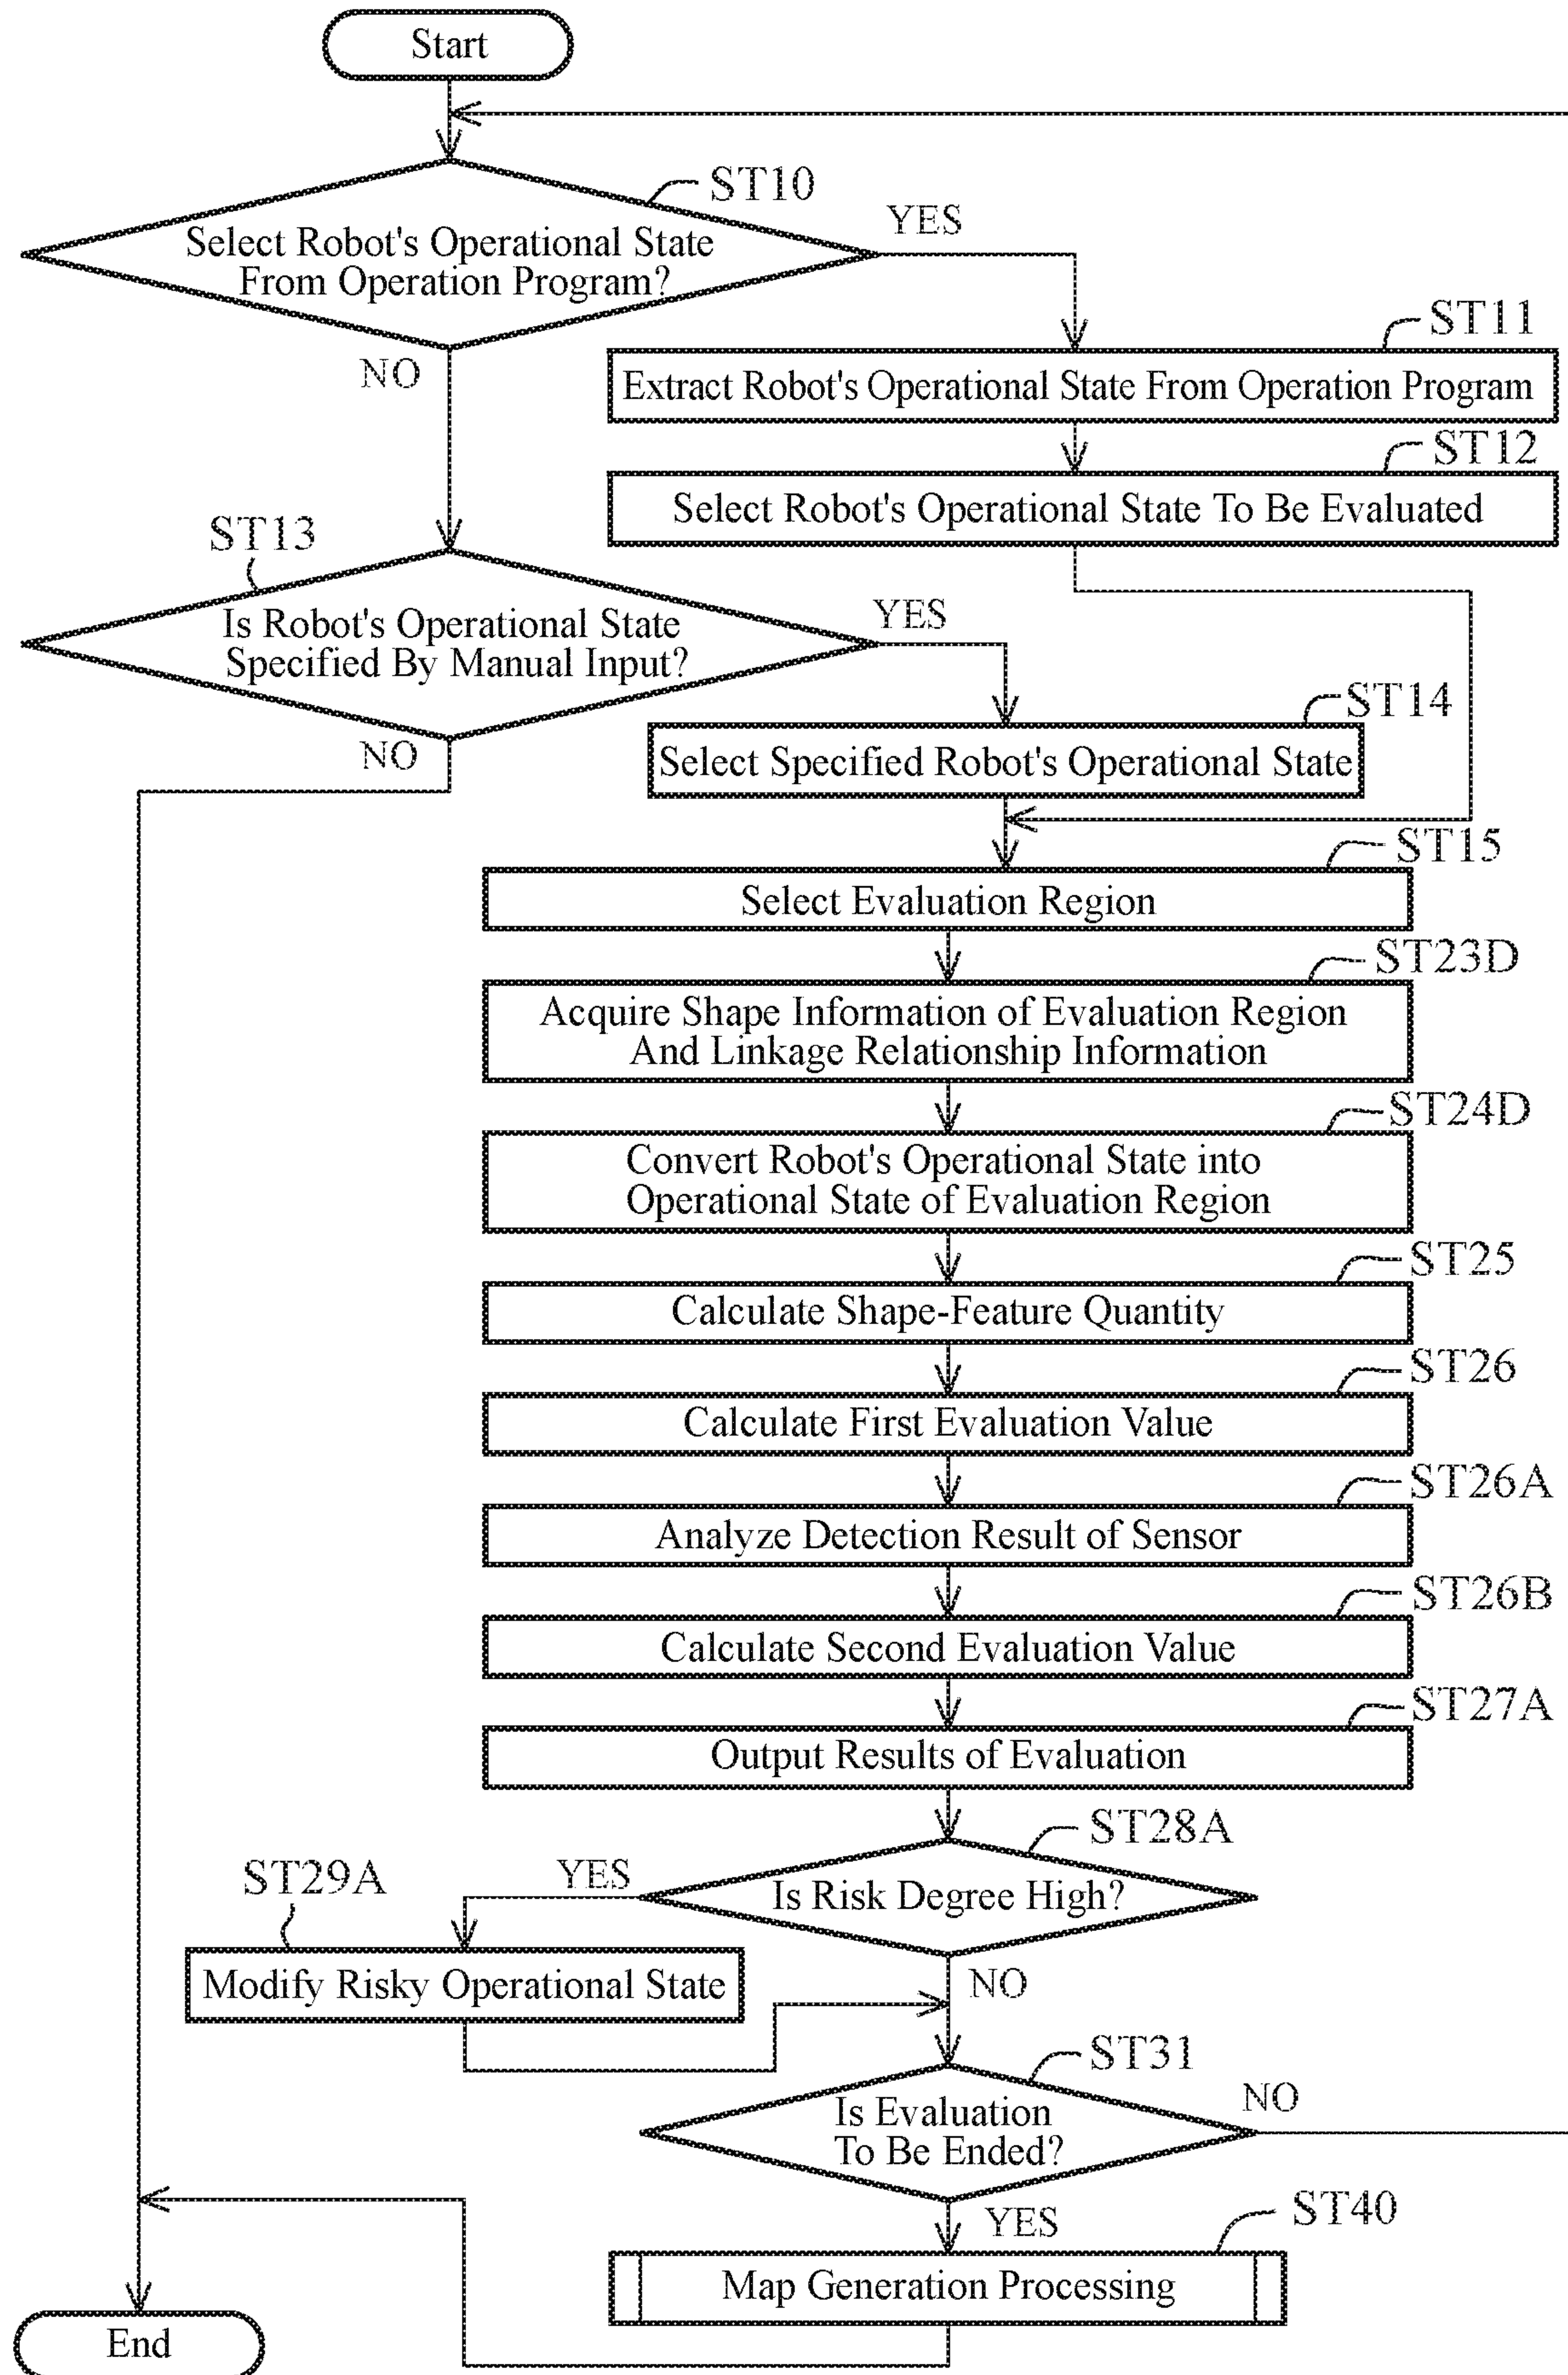 Start
ST10
YES
Select Robot's Operational State
From Operation Program?
NO
ST11
Extract Robot's Operational State From Operation Program
ST12
Select Robot's Operational State To Be Evaluated
ST13
YES
Is Robot's Operational State
Specified By Manual Input?
NO
ST14
Select Specified Robot's Operational State
ST15
Select Evaluation Region
ST23D
Acquire Shape Information of Evaluation Region
And Linkage Relationship Information
ST24D
Convert Robot's Operational State into
Operational State of Evaluation Region
ST25
Calculate Shape-Feature Quantity
ST26
Calculate First Evaluation Value
ST26A
Analyze Detection Result of Sensor
ST26B
Calculate Second Evaluation Value
ST27A
Output Results of Evaluation
ST28A
YES
Is Risk Degree High?
ST29A
Modify Risky Operational State
NO
ST31
NO
Is Evaluation
To Be Ended?
YES
ST40
Map Generation Processing
End